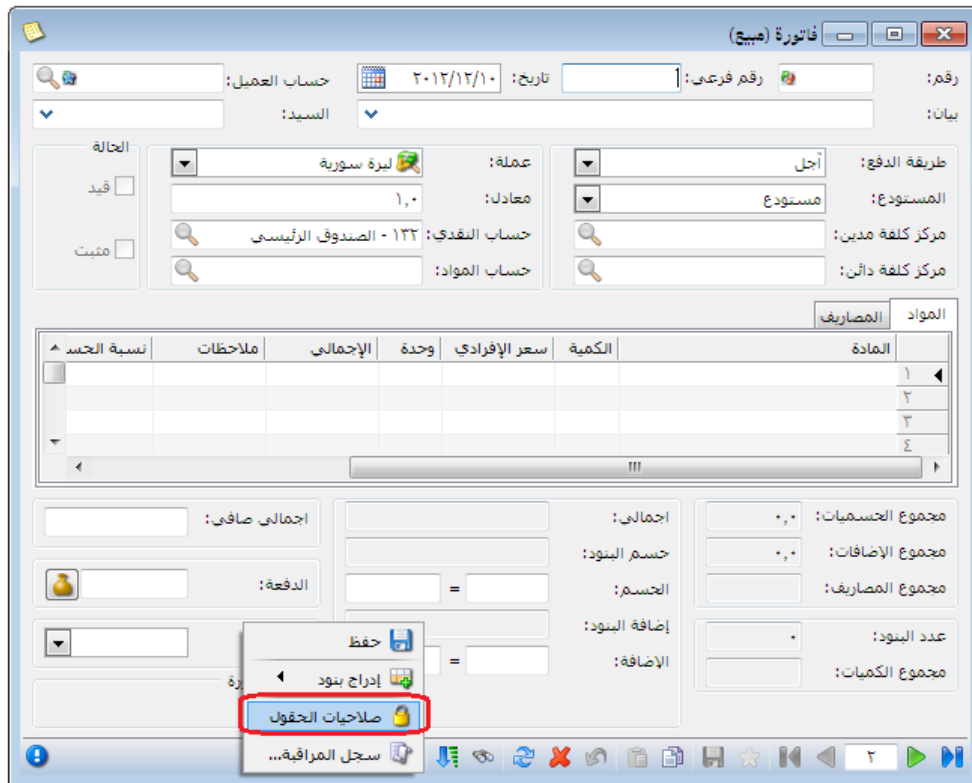 فاتورة (مبيع)
رقم: رقم فرعي: 1 تاريخ: ٢٠١٢/١٢/١٠ حساب العميل:
بيان: السيد:
طريقة الدفع: آجل عملة: ليرة سورية الحالة
المستودع: مستودع معادل: ١,٠ قيد
مركز كلفة مدين: حساب النقدي: ١٣٢ - الصندوق الرئيسي
مركز كلفة دائن: حساب المواد: مثبت
المواد المصاريف
المادة الكمية سعر الإفرادي وحدة الإجمالي ملاحظات نسبة الحسـ
١
٢
٣
٤
مجموع الحسميات: ٠,٠ اجمالي: اجمالي صافي:
مجموع الإضافات: ٠,٠ حسم البنود:
مجموع المصاريف: الحسم: = الدفعة:
عدد البنود: ٠ إضافة البنود:
مجموع الكميات: الاضافة: =
حفظ
إدراج بنود
صلاحيات الحقول
سجل المراقبة...
٢